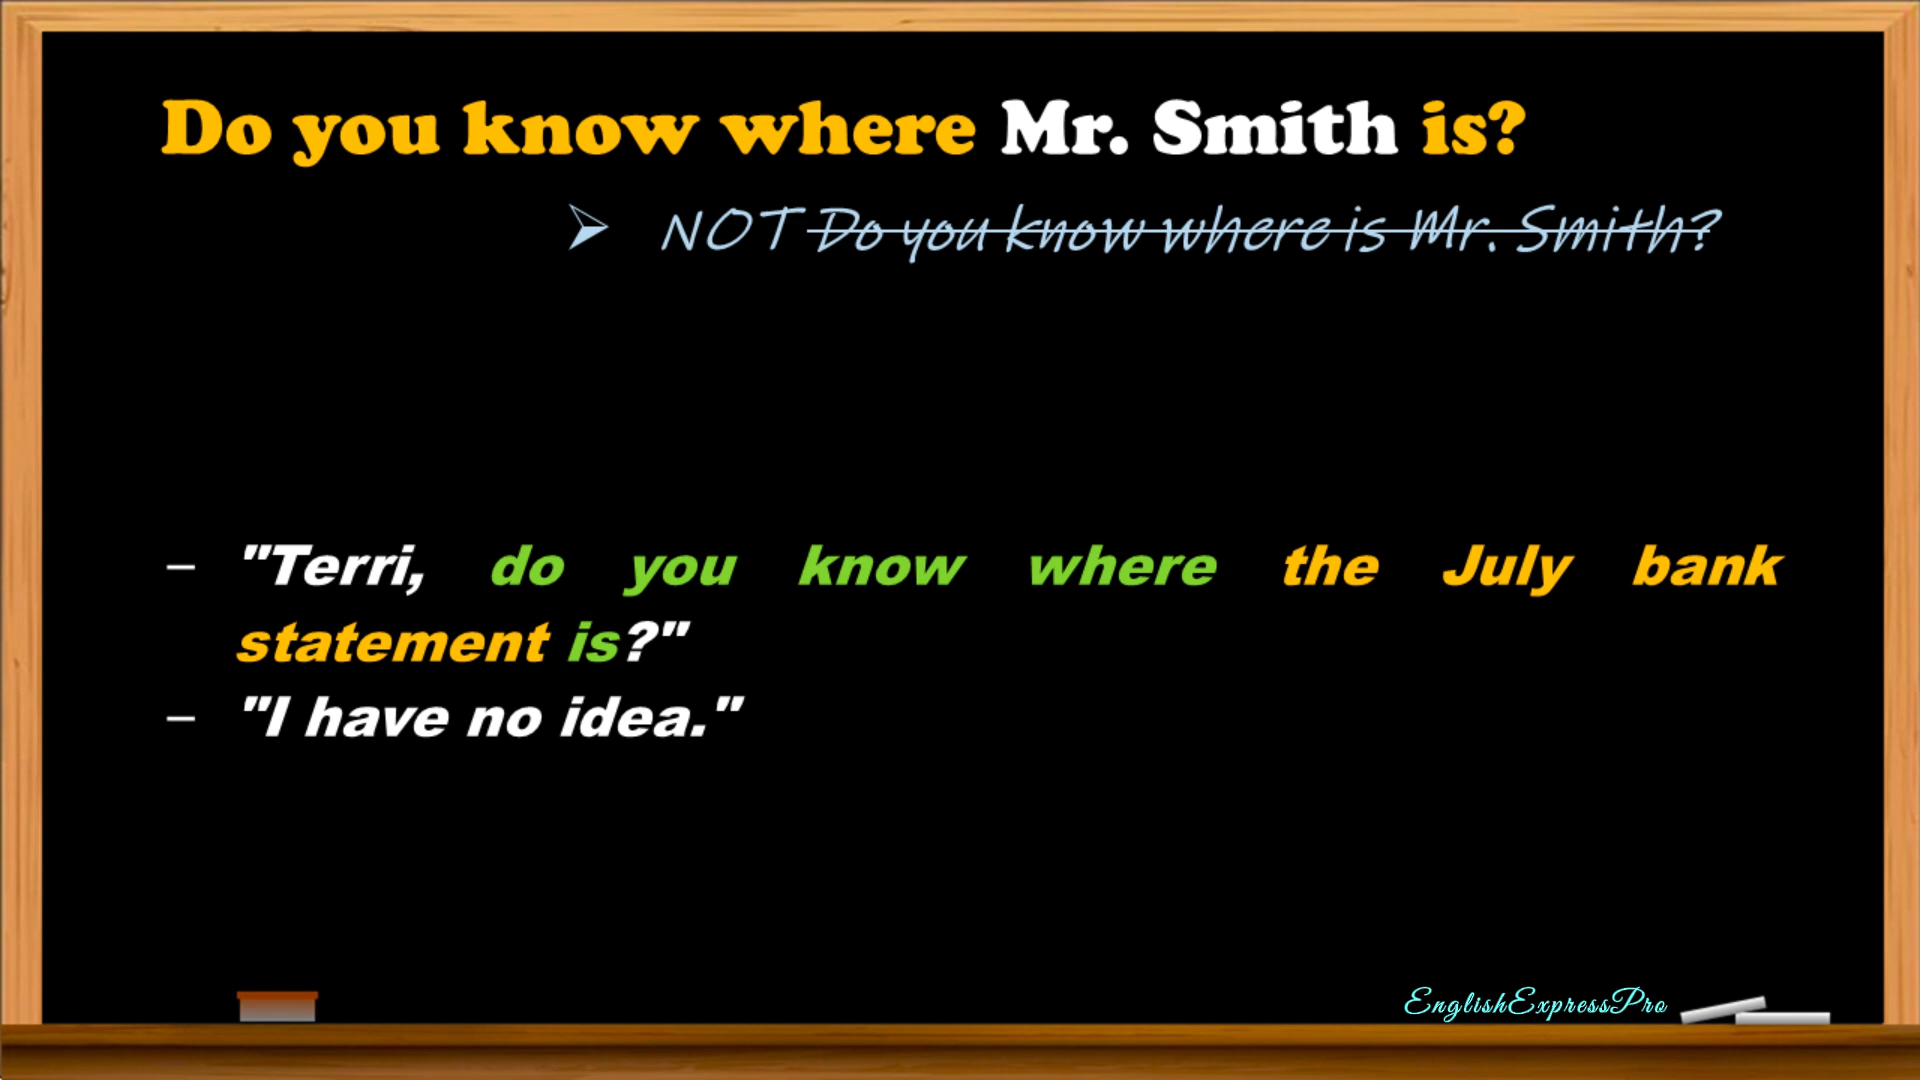 Do you know where Mr. Smith is?
➢ NOT Do you know where is Mr. Smith?
– "Terri, do you know where the July bank
statement is?"
– "I have no idea."
EnglishExpressPro